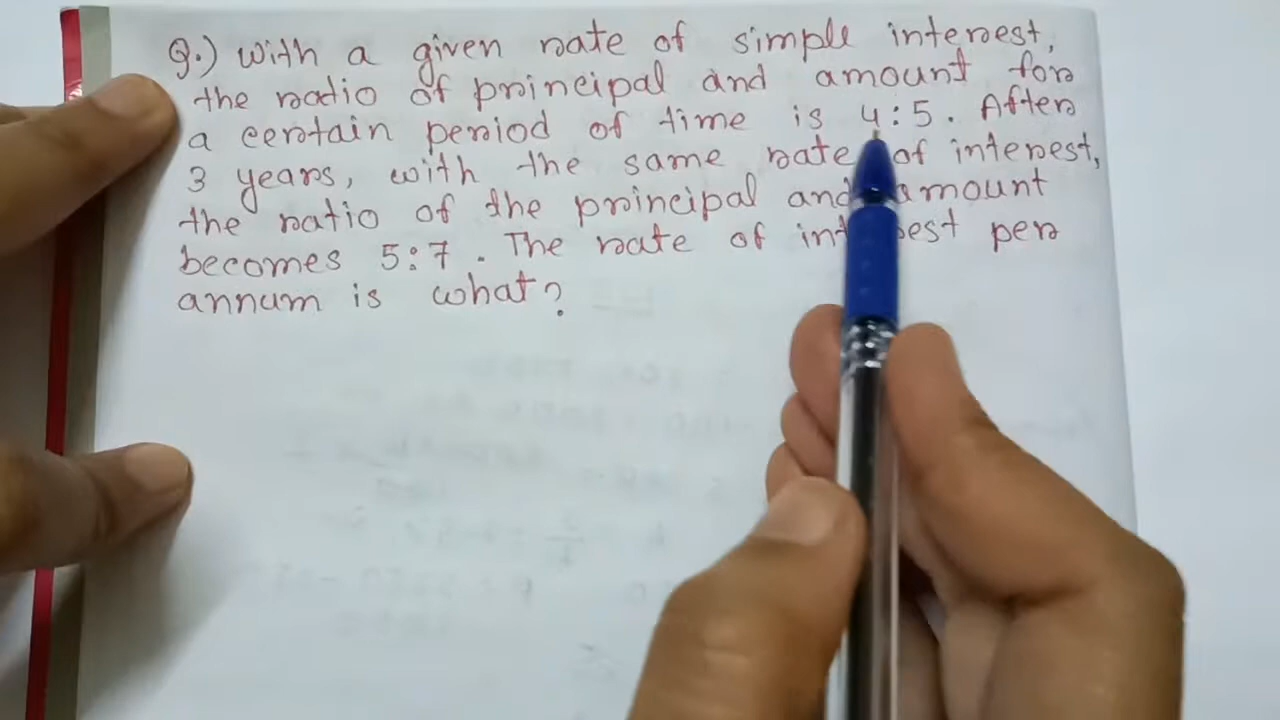 Q.) With a given rate of simple interest,
the ratio of principal and amount for
a certain period of time is 4:5. After
3 years, with the same rate of interest,
the ratio of the principal and amount
becomes 5:7. The rate of interest per
annum is what?